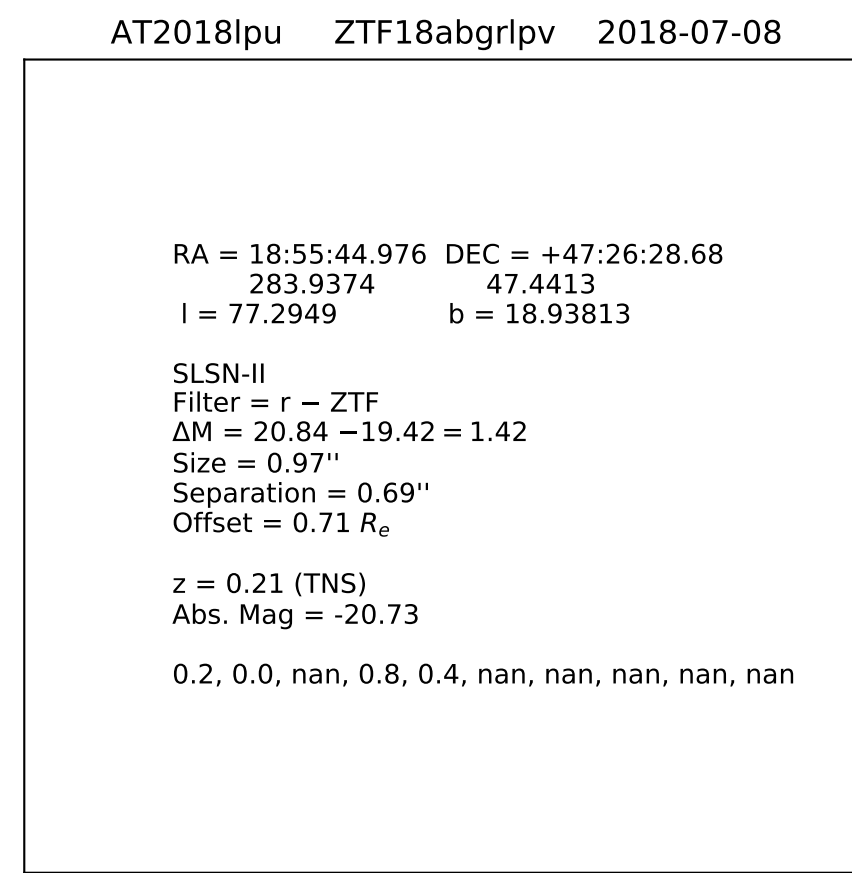 AT2018lpu ZTF18abgrlpv 2018-07-08
RA = 18:55:44.976 DEC = +47:26:28.68
283.9374 47.4413
l = 77.2949 b = 18.93813
SLSN-II
Filter = r − ZTF
ΔM = 20.84 −19.42 = 1.42
Size = 0.97''
Separation = 0.69''
Offset = 0.71 Re
z = 0.21 (TNS)
Abs. Mag = -20.73
0.2, 0.0, nan, 0.8, 0.4, nan, nan, nan, nan, nan